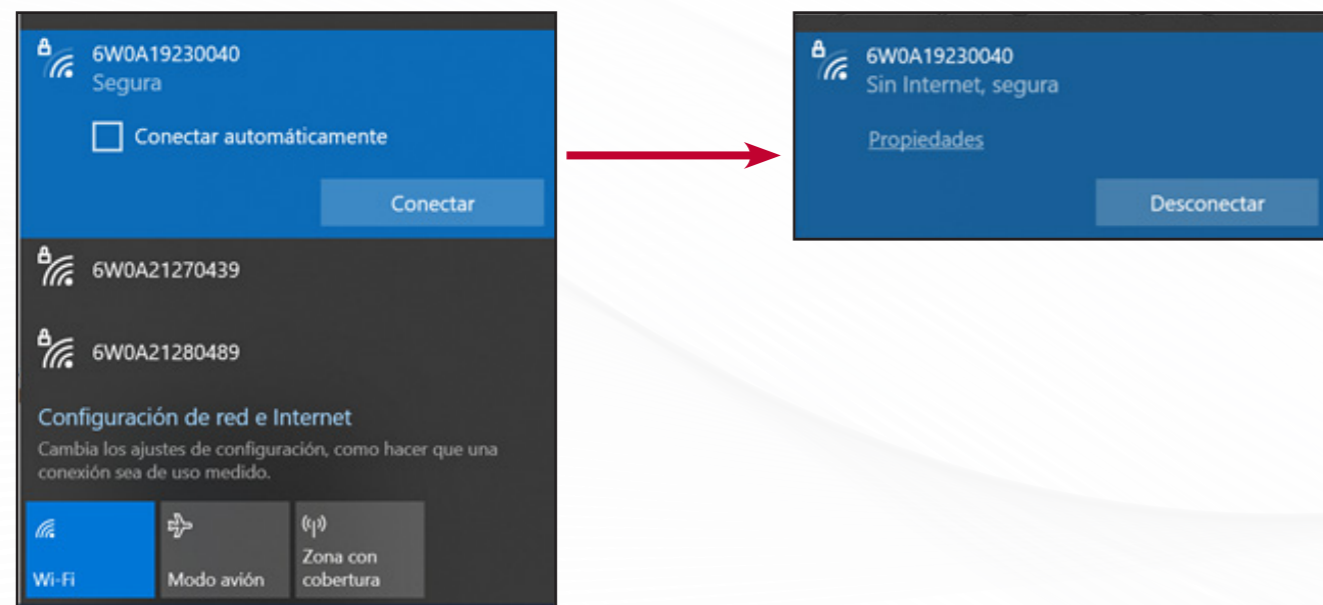 6W0A19230040
Segura
Conectar automáticamente
Conectar
6W0A21270439
6W0A21280489
Configuración de red e Internet
Cambia los ajustes de configuración, como hacer que una
conexión sea de uso medido.
Wi-Fi
Modo avión
Zona con
cobertura
6W0A19230040
Sin Internet, segura
Propiedades
Desconectar